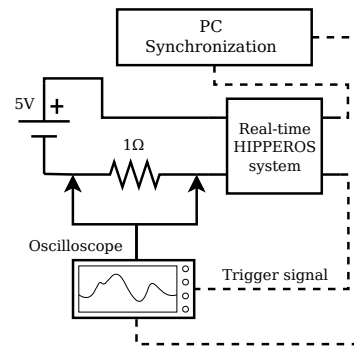 PC
Synchronization
5V
+
1Ω
Real-time
HIPPEROS
system
Oscilloscope
Trigger signal